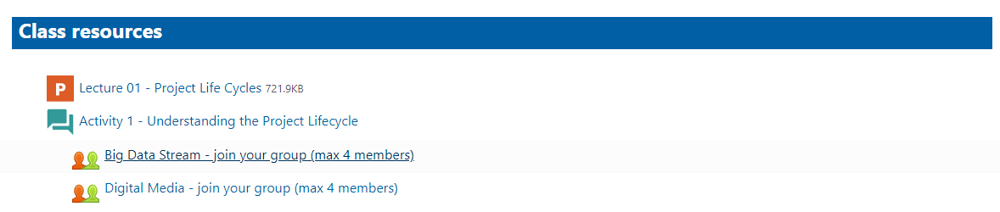 Class resources
P Lecture 01 - Project Life Cycles 721.9KB
Activity 1 - Understanding the Project Lifecycle
Big Data Stream - join your group (max 4 members)
Digital Media - join your group (max 4 members)